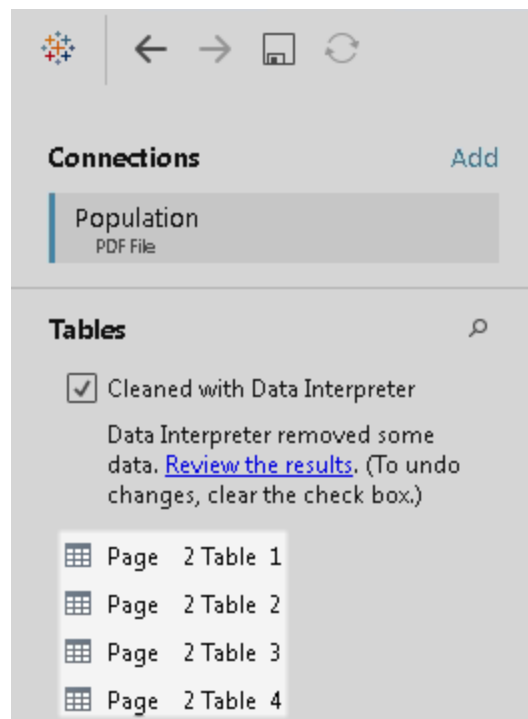 Connections Add
Population
PDF File
Tables
Cleaned with Data Interpreter
Data Interpreter removed some
data. Review the results. (To undo
changes, clear the check box.)
Page 2 Table 1
Page 2 Table 2
Page 2 Table 3
Page 2 Table 4